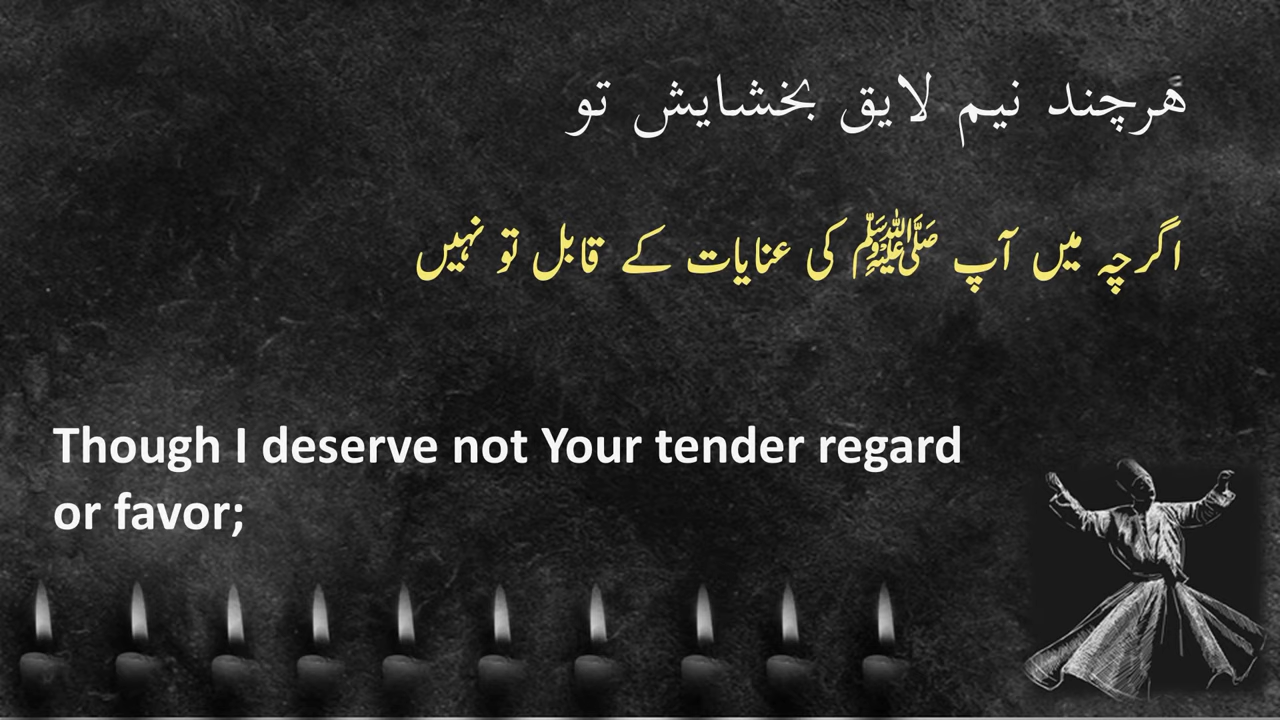 هرچند نیم لایق بخشایش تو
اگرچہ میں آپ ﷺ کی عنایات کے قابل تو نہیں
Though I deserve not Your tender regard
or favor;